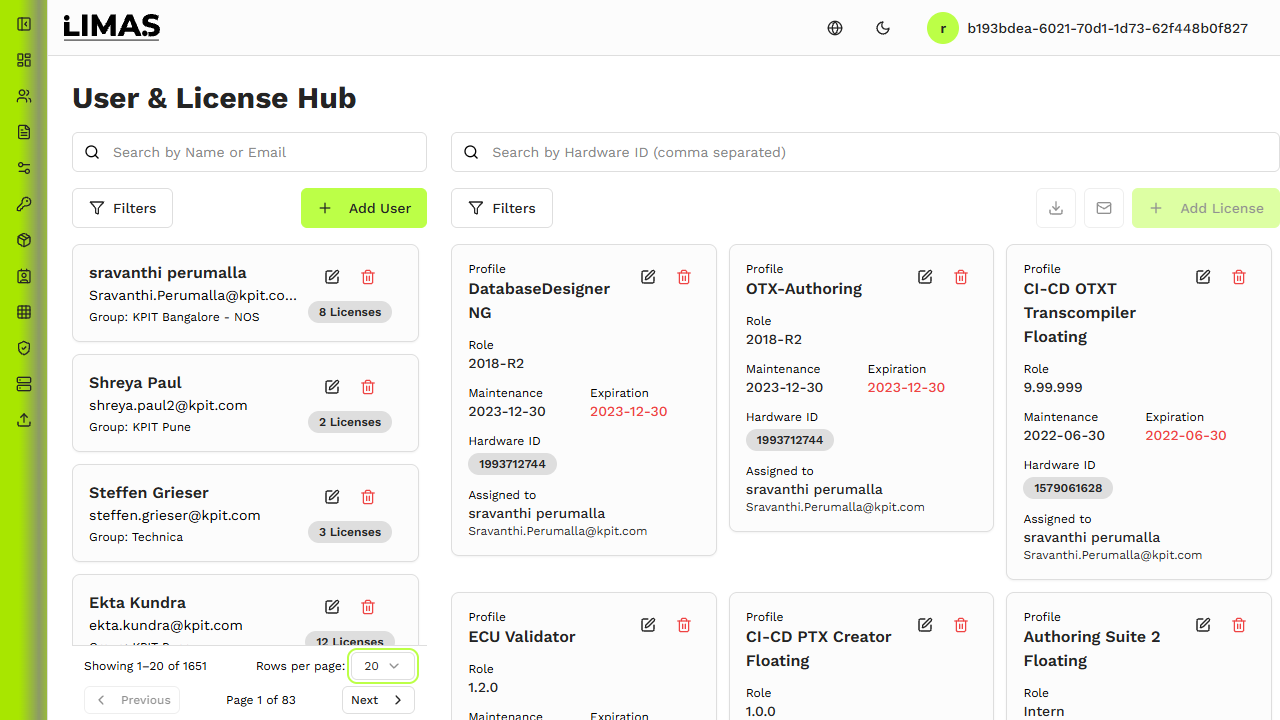 LIMAS
r
b193bdea-6021-70d1-1d73-62f448b0f827
User & License Hub
Search by Name or Email
Search by Hardware ID (comma separated)
Filters
Add User
Filters
Add License
sravanthi perumalla
Sravanthi.Perumalla@kpit.co...
Group: KPIT Bangalore - NOS
8 Licenses
Shreya Paul
shreya.paul2@kpit.com
Group: KPIT Pune
2 Licenses
Steffen Grieser
steffen.grieser@kpit.com
Group: Technica
3 Licenses
Ekta Kundra
ekta.kundra@kpit.com
12 Licenses
Showing 1–20 of 1651
Rows per page:
20
Previous
Page 1 of 83
Next
Profile
DatabaseDesigner
NG
Role
2018-R2
Maintenance
Expiration
2023-12-30
2023-12-30
Hardware ID
1993712744
Assigned to
sravanthi perumalla
Sravanthi.Perumalla@kpit.com
Profile
OTX-Authoring
Role
2018-R2
Maintenance
Expiration
2023-12-30
2023-12-30
Hardware ID
1993712744
Assigned to
sravanthi perumalla
Sravanthi.Perumalla@kpit.com
Profile
CI-CD OTXT
Transcompiler
Floating
Role
9.99.999
Maintenance
Expiration
2022-06-30
2022-06-30
Hardware ID
1579061628
Assigned to
sravanthi perumalla
Sravanthi.Perumalla@kpit.com
Profile
ECU Validator
Role
1.2.0
Maintenance
Expiration
Profile
CI-CD PTX Creator
Floating
Role
1.0.0
Profile
Authoring Suite 2
Floating
Role
Intern